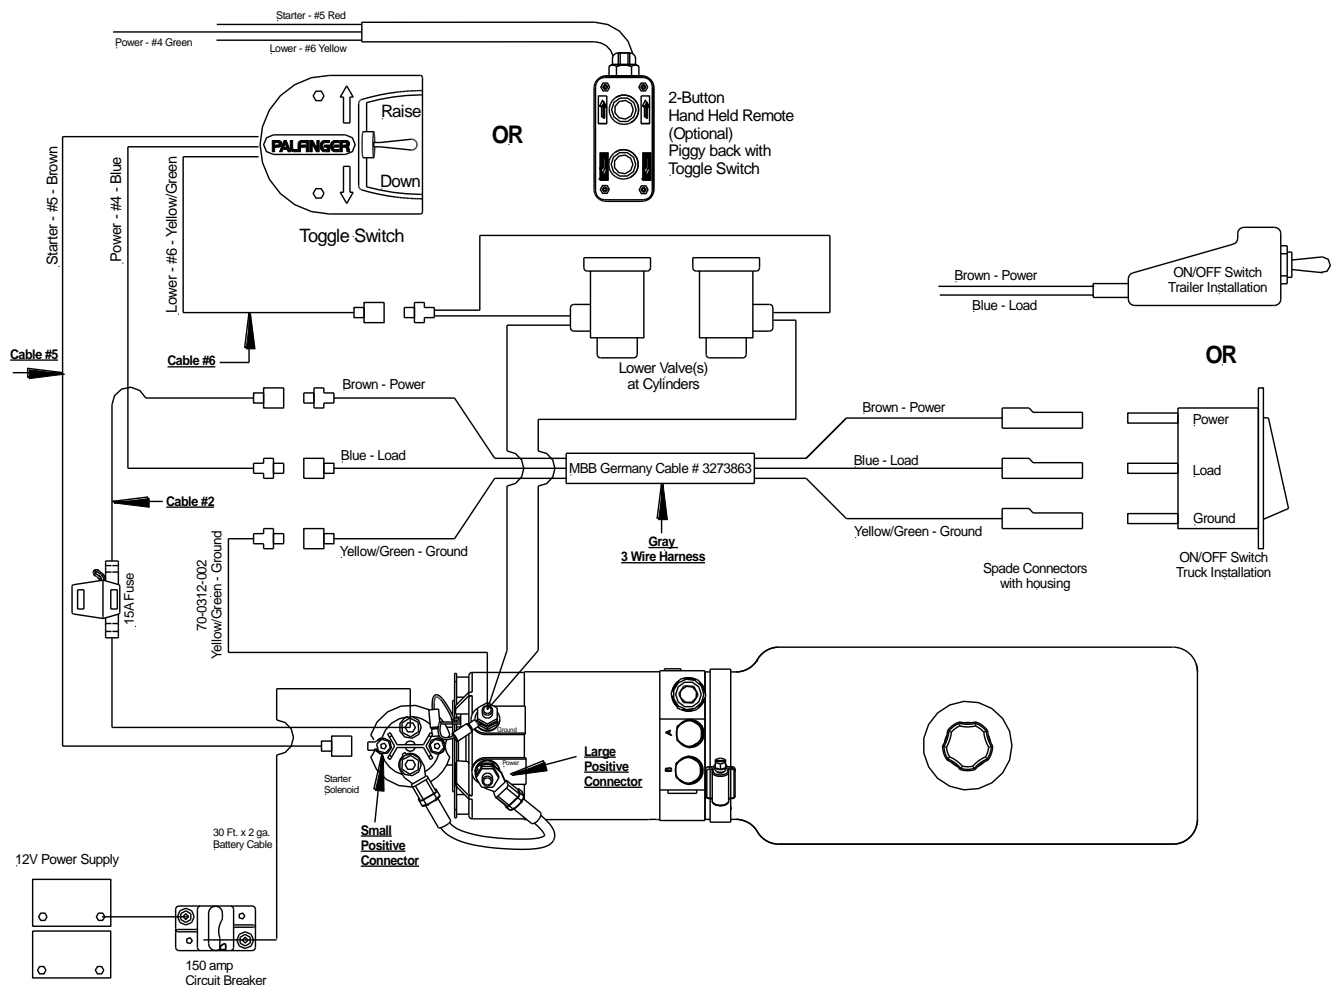 Starter - #5 Red
Power - #4 Green
Lower - #6 Yellow
Raise
PALFINGER
Down
Toggle Switch
OR
2-Button
Hand Held Remote
(Optional)
Piggy back with
Toggle Switch
Starter - #5 - Brown
Power - #4 - Blue
Lower - #6 - Yellow/Green
Brown - Power
Blue - Load
ON/OFF Switch
Trailer Installation
OR
Cable #5
Cable #6
Lower Valve(s)
at Cylinders
Brown - Power
Blue - Load
Yellow/Green - Ground
Cable #2
MBB Germany Cable # 3273863
Gray
3 Wire Harness
Brown - Power
Blue - Load
Yellow/Green - Ground
Spade Connectors
with housing
Power
Load
Ground
ON/OFF Switch
Truck Installation
15A Fuse
70-0312-002
Yellow/Green - Ground
Ground
Power
A
B
Large
Positive
Connector
Starter
Solenoid
Small
Positive
Connector
30 Ft. x 2 ga.
Battery Cable
12V Power Supply
150 amp
Circuit Breaker